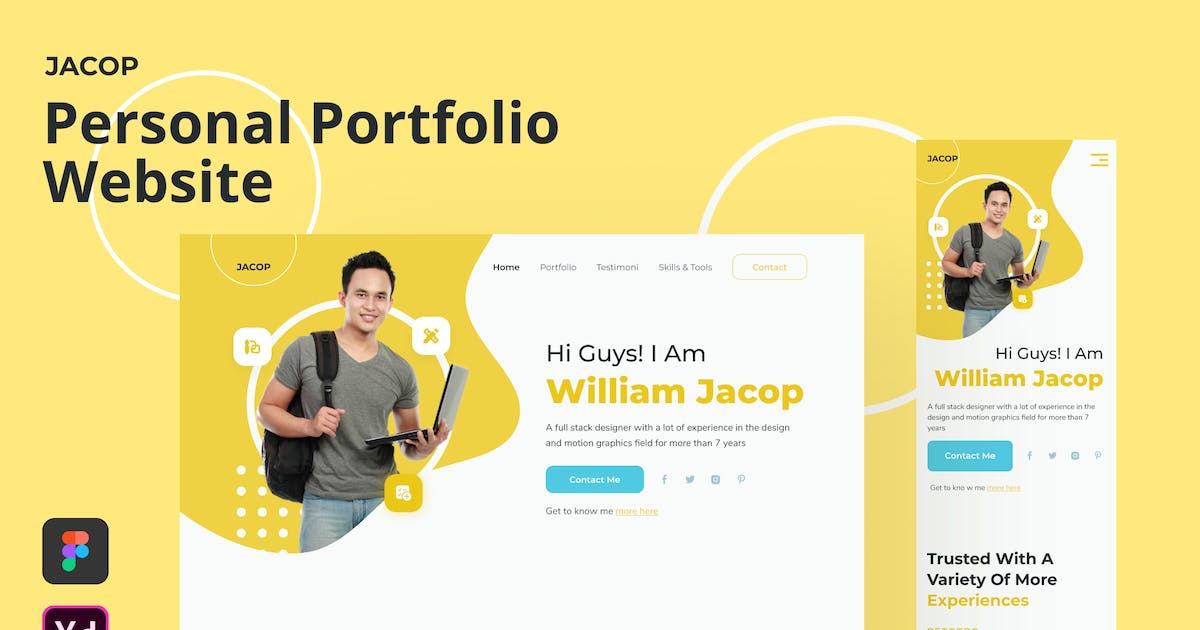 JACOP
Personal Portfolio
Website
JACOP
Home Portfolio Testimoni Skills & Tools Contact
Hi Guys! I Am
William Jacop
A full stack designer with a lot of experience in the design
and motion graphics field for more than 7 years
Contact Me
Get to know me more here
JACOP
Hi Guys! I Am
William Jacop
A full stack designer with a lot of experience in the
design and motion graphics field for more than 7
years
Contact Me
Get to kno w me more here
Trusted With A
Variety Of More
Experiences